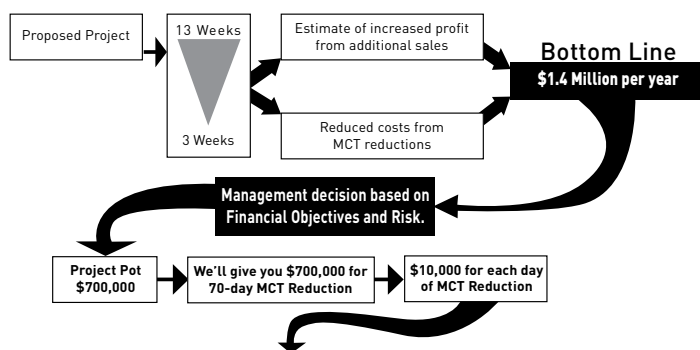 Proposed Project
13 Weeks
3 Weeks
Estimate of increased profit
from additional sales
Reduced costs from
MCT reductions
Bottom Line
$1.4 Million per year
Management decision based on
Financial Objectives and Risk.
Project Pot
$700,000
We'll give you $700,000 for
70-day MCT Reduction
$10,000 for each day
of MCT Reduction